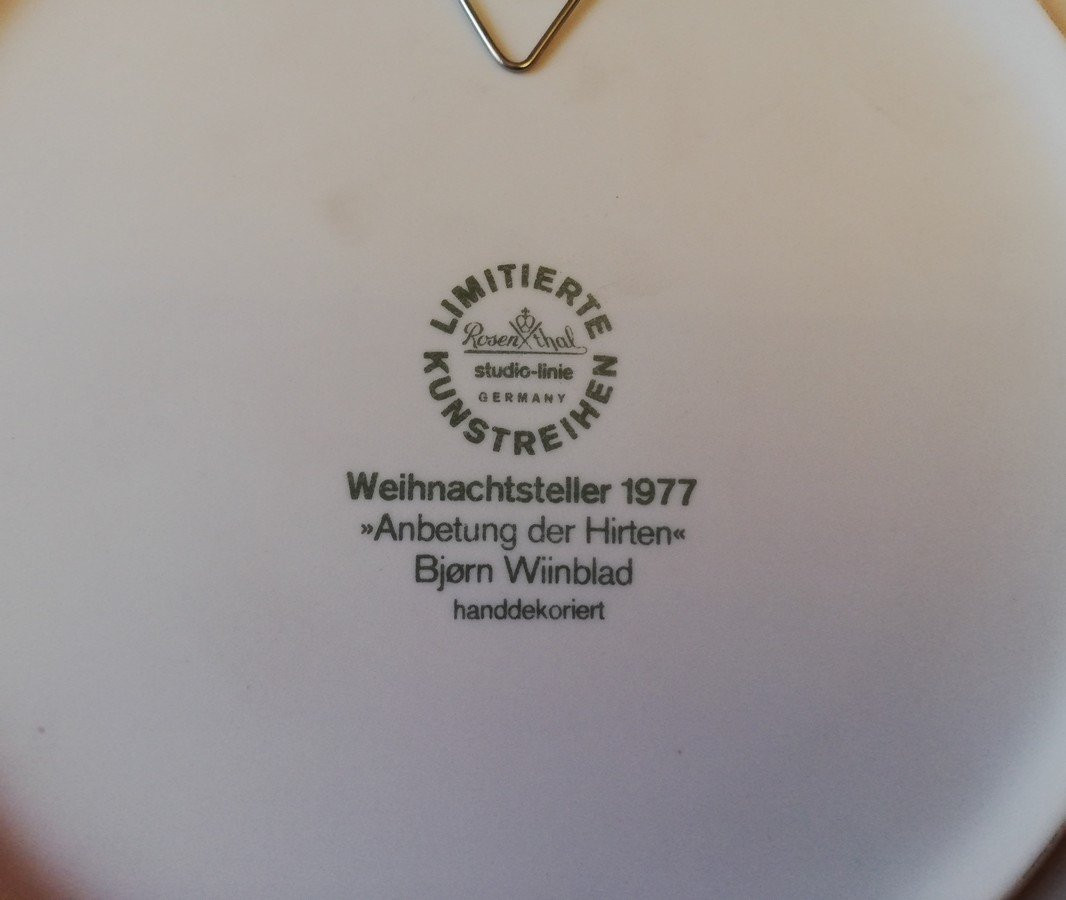 LIMITIERTE
Rosenthal
studio-linie
GERMANY
KUNSTREIHEN
Weihnachtsteller 1977
»Anbetung der Hirten«
Bjørn Wiinblad
handdekoriert